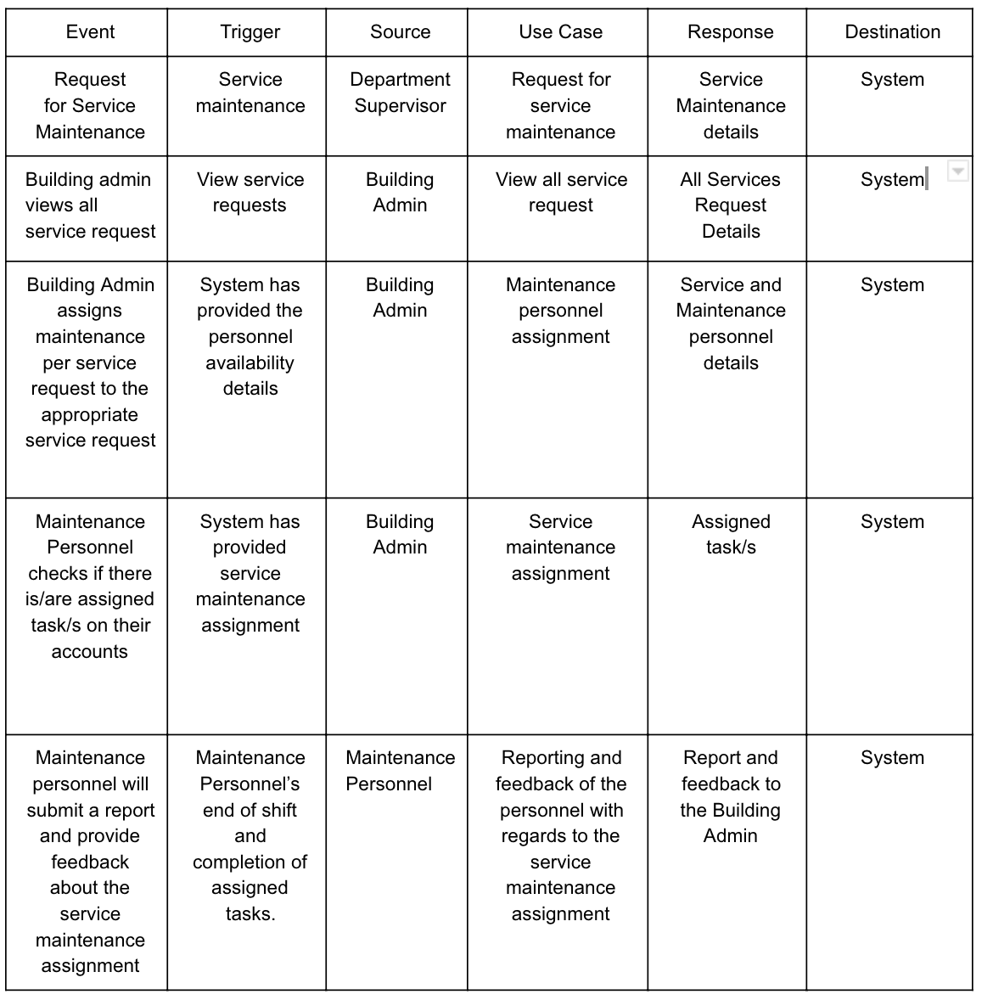 Event
Trigger
Source
Use Case
Response
Destination
Request
for Service
Maintenance
Service
maintenance
Department
Supervisor
Request for
service
maintenance
Service
Maintenance
details
System
Building admin
views all
service request
View service
requests
Building
Admin
View all service
request
All Services
Request
Details
System
Building Admin
assigns
maintenance
per service
request to the
appropriate
service request
System has
provided the
personnel
availability
details
Building
Admin
Maintenance
personnel
assignment
Service and
Maintenance
personnel
details
System
Maintenance
Personnel
checks if there
is/are assigned
task/s on their
accounts
System has
provided
service
maintenance
assignment
Building
Admin
Service
maintenance
assignment
Assigned
task/s
System
Maintenance
personnel will
submit a report
and provide
feedback
about the
service
maintenance
assignment
Maintenance
Personnel’s
end of shift
and
completion of
assigned
tasks.
Maintenance
Personnel
Reporting and
feedback of the
personnel with
regards to the
service
maintenance
assignment
Report and
feedback to
the Building
Admin
System